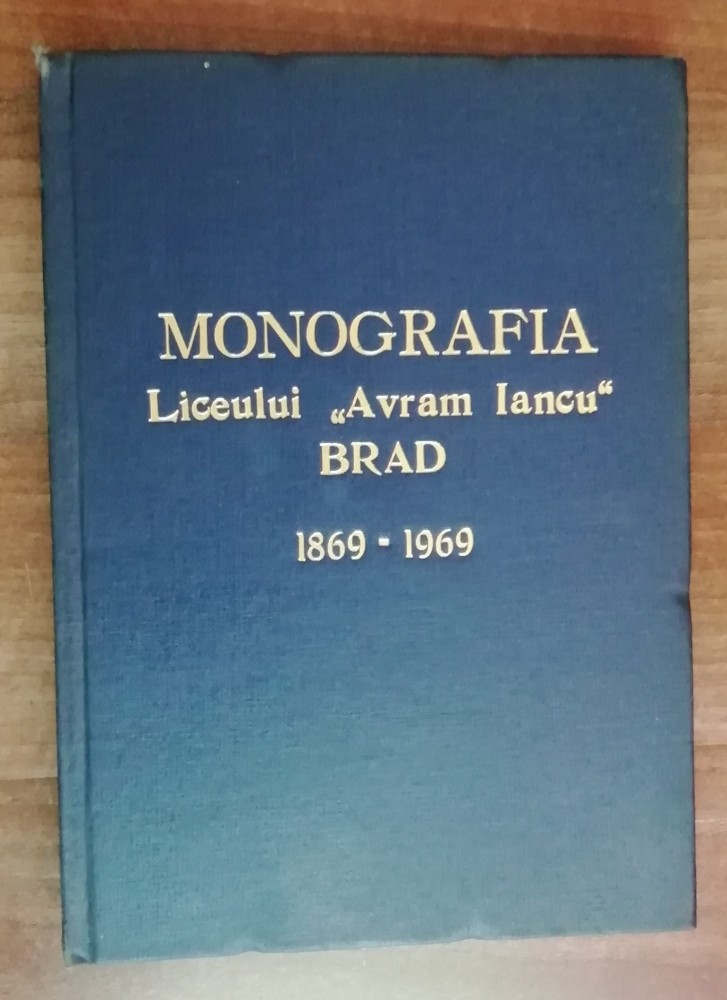 MONOGRAFIA
Liceului „Avram Iancu“
BRAD
1869 - 1969